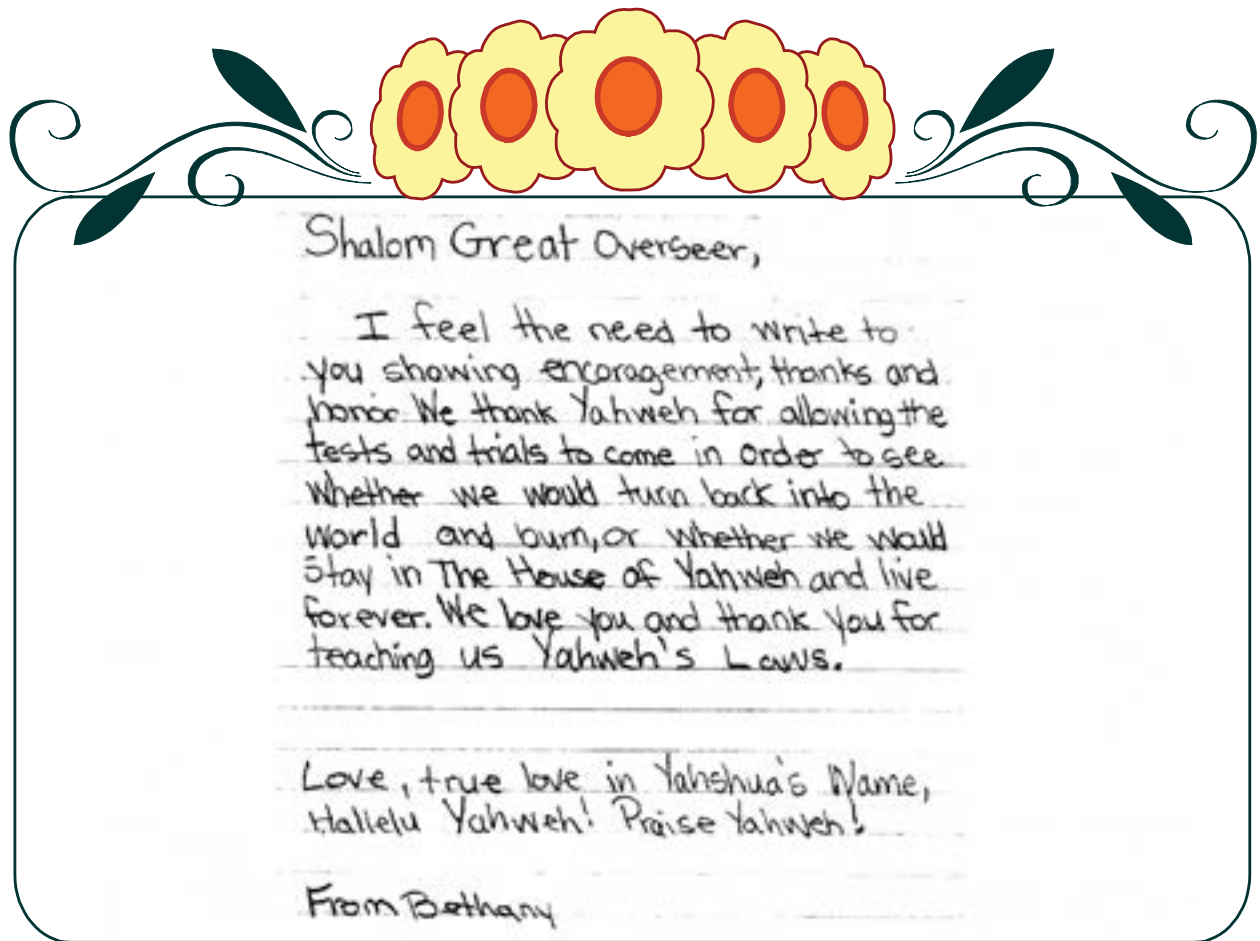 Shalom Great Overseer,
I feel the need to write to
you showing encoragement, thanks and
honor. We thank Yahweh for allowing the
tests and trials to come in order to see
whether we would turn back into the
world and burn, or whether we would
stay in The House of Yahweh and live
forever. We love you and thank you for
teaching us Yahweh's Laws.
Love, true love in Yahshua's Name,
Hallelu Yahweh! Praise Yahweh!
From Bethany